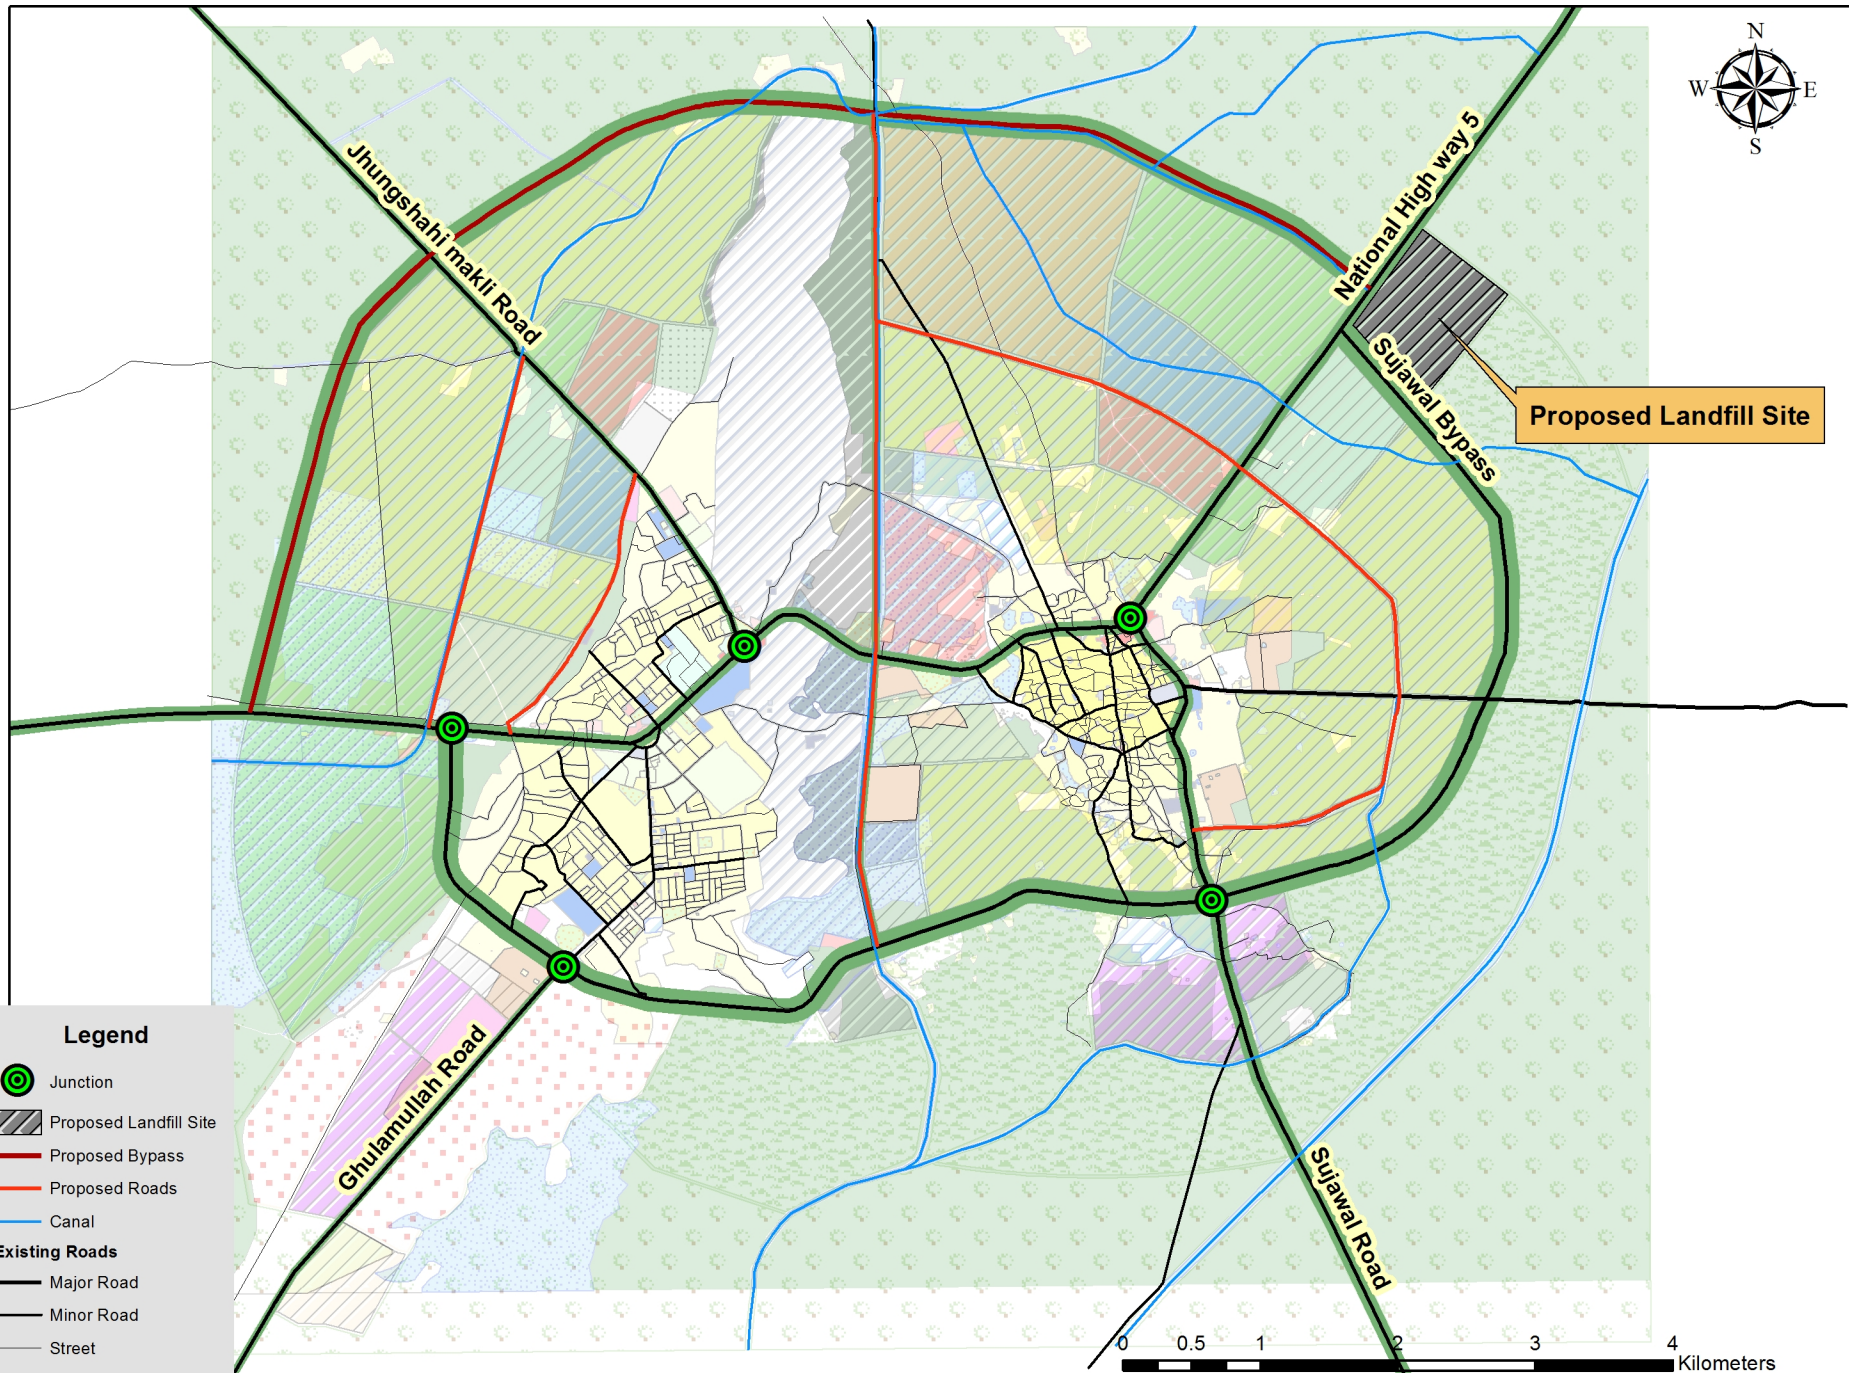 N
W E
S
Jhungshahi makli Road
National High way 5
Sujawal Bypass
Proposed Landfill Site
Ghulamullah Road
Sujawal Road
Legend
Junction
Proposed Landfill Site
Proposed Bypass
Proposed Roads
Canal
Existing Roads
Major Road
Minor Road
Street
0 0.5 1 2 3 4
Kilometers